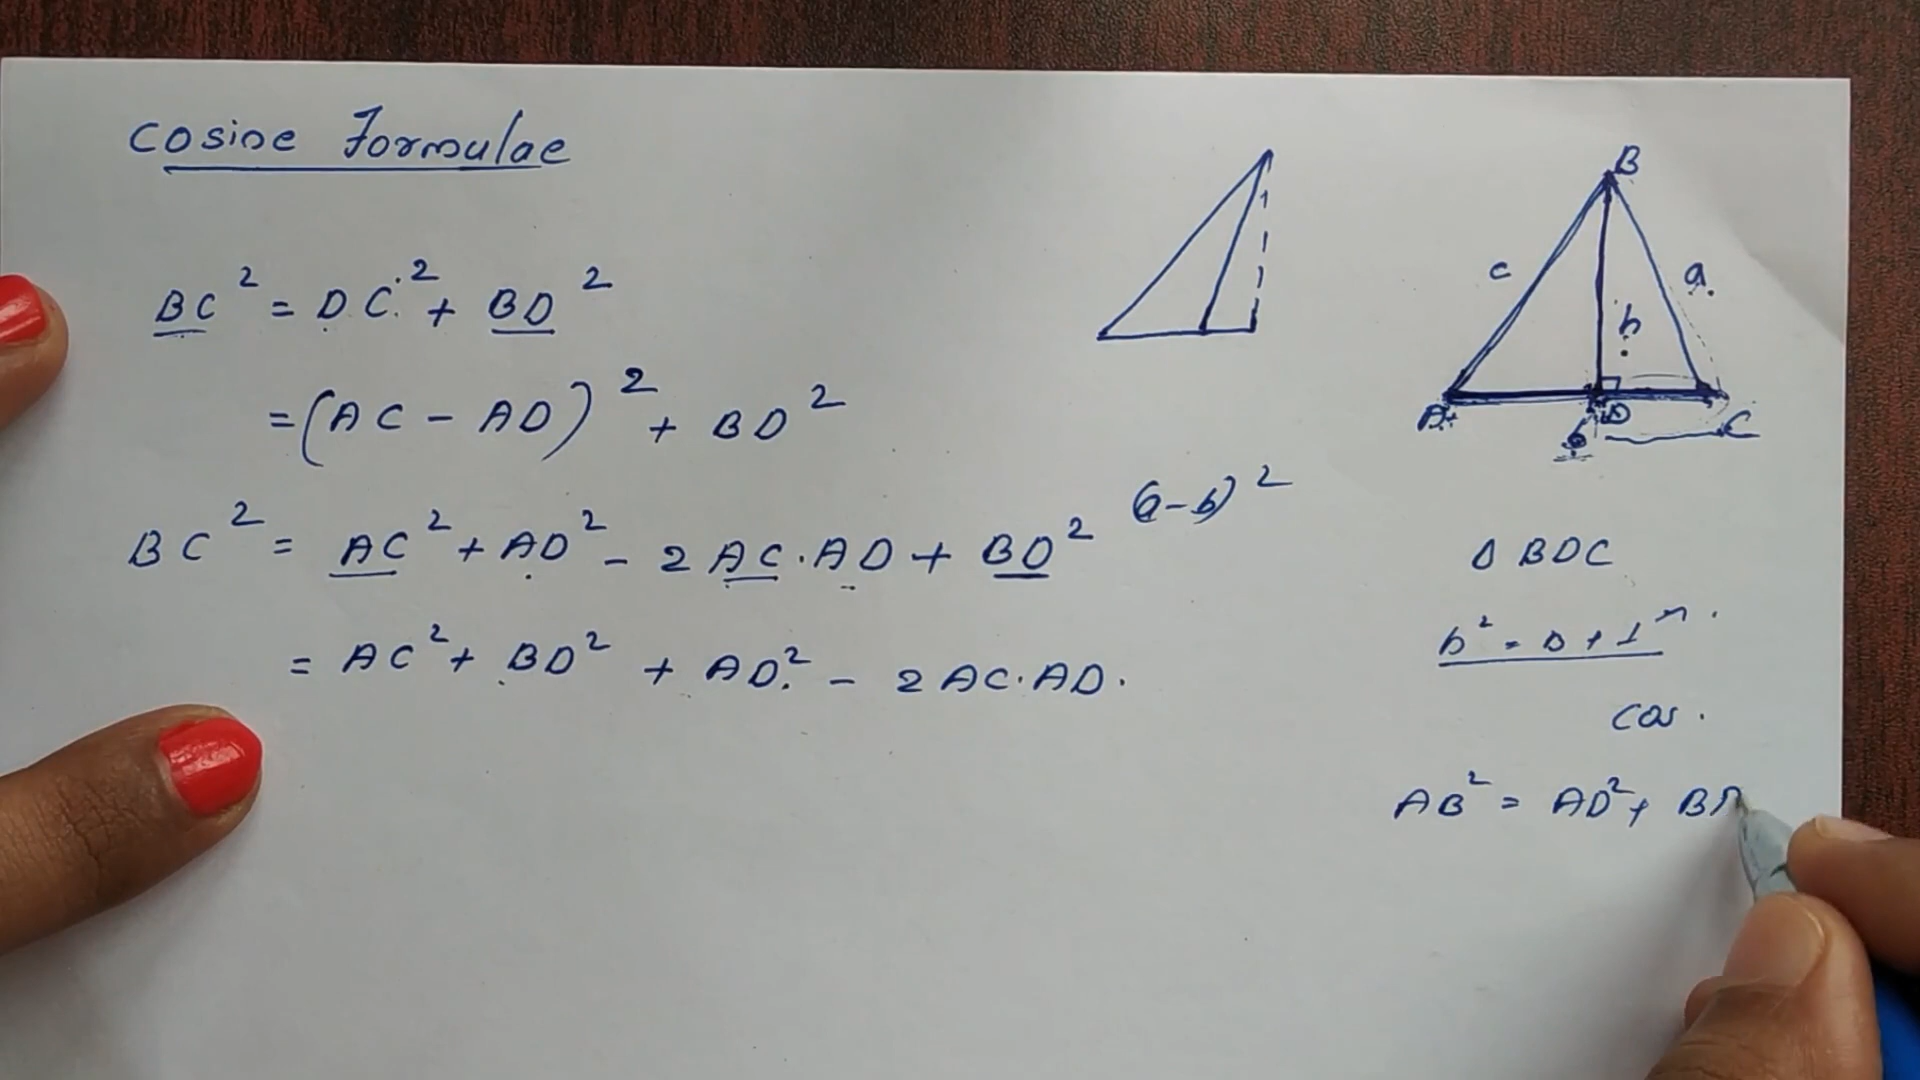 Cosine Formulae
BC² = DC² + BD²
= (AC - AD)² + BD²
(a-b)²
BC² = AC² + AD² - 2AC.AD + BD²
= AC² + BD² + AD² - 2AC.AD.
B
c
a
h
A
D
C
b
Δ BDC
cos.
AB² = AD² +